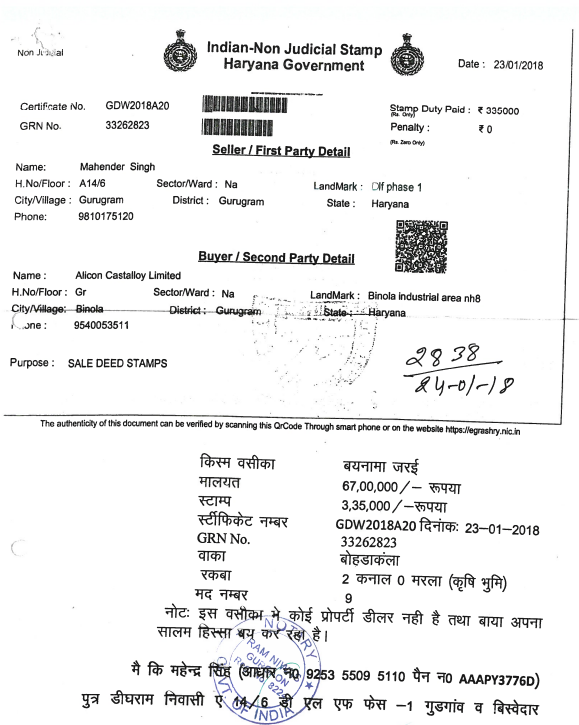 Non Judicial
Indian-Non Judicial Stamp
Haryana Government
Date : 23/01/2018
Certificate No. GDW2018A20
Stamp Duty Paid : ₹ 335000
(Rs. Only)
GRN No. 33262823
Penalty : ₹ 0
(Rs. Zero Only)
Seller / First Party Detail
Name: Mahender Singh
H.No/Floor : A14/6 Sector/Ward : Na LandMark : Dlf phase 1
City/Village : Gurugram District : Gurugram State : Haryana
Phone: 9810175120
Buyer / Second Party Detail
Name : Alicon Castalloy Limited
H.No/Floor : Gr Sector/Ward : Na LandMark : Binola industrial area nh8
City/Village: Binola District : Gurugram State : Haryana
Phone : 9540053511
2838
24-01-18
Purpose : SALE DEED STAMPS
The authenticity of this document can be verified by scanning this QrCode Through smart phone or on the website https://egrashry.nic.in
किस्म वसीका बयनामा जरई
मालयत 67,00,000/– रूपया
स्टाम्प 3,35,000/–रूपया
र्स्टीफिकेट नम्बर GDW2018A20 दिनांकः 23-01-2018
GRN No. 33262823
वाका बोहडाकंला
रकबा 2 कनाल 0 मरला (कृषि भुमि)
मद नम्बर 9
नोटः इस वसीका मे कोई प्रोपर्टी डीलर नही है तथा बाया अपना
सालम हिस्सा बय कर रहा है।
NOTARY
RAM NIWAS
GURGAON
GOVT. OF INDIA
मै कि महेन्द्र सिंह (आधार न0 9253 5509 5110 पैन न0 AAAPY3776D)
पुत्र डीघराम निवासी ए 14/6 डी एल एफ फेस –1 गुडगांव व बिस्वेदार